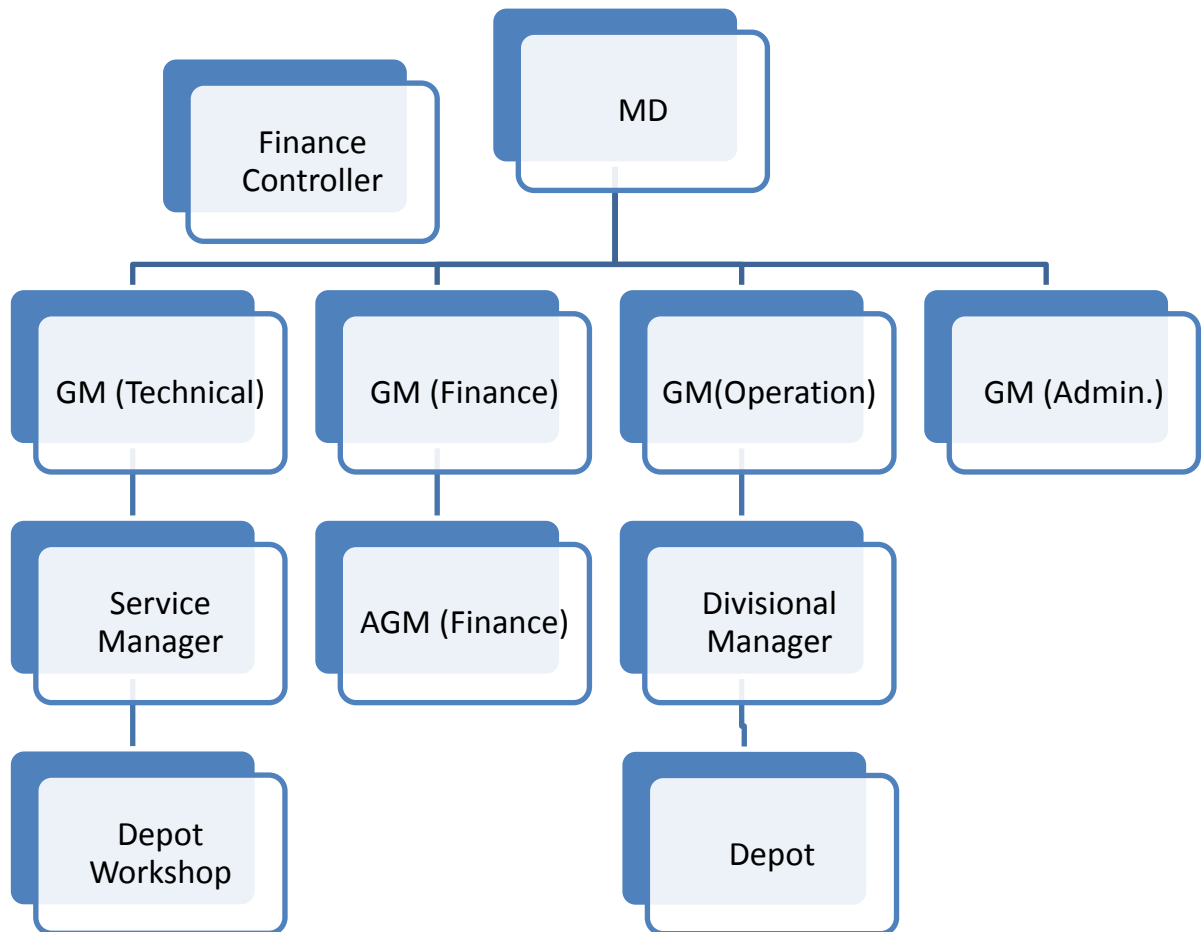 MD
Finance
Controller
GM (Technical)
GM (Finance)
GM(Operation)
GM (Admin.)
Service
Manager
AGM (Finance)
Divisional
Manager
Depot
Workshop
Depot